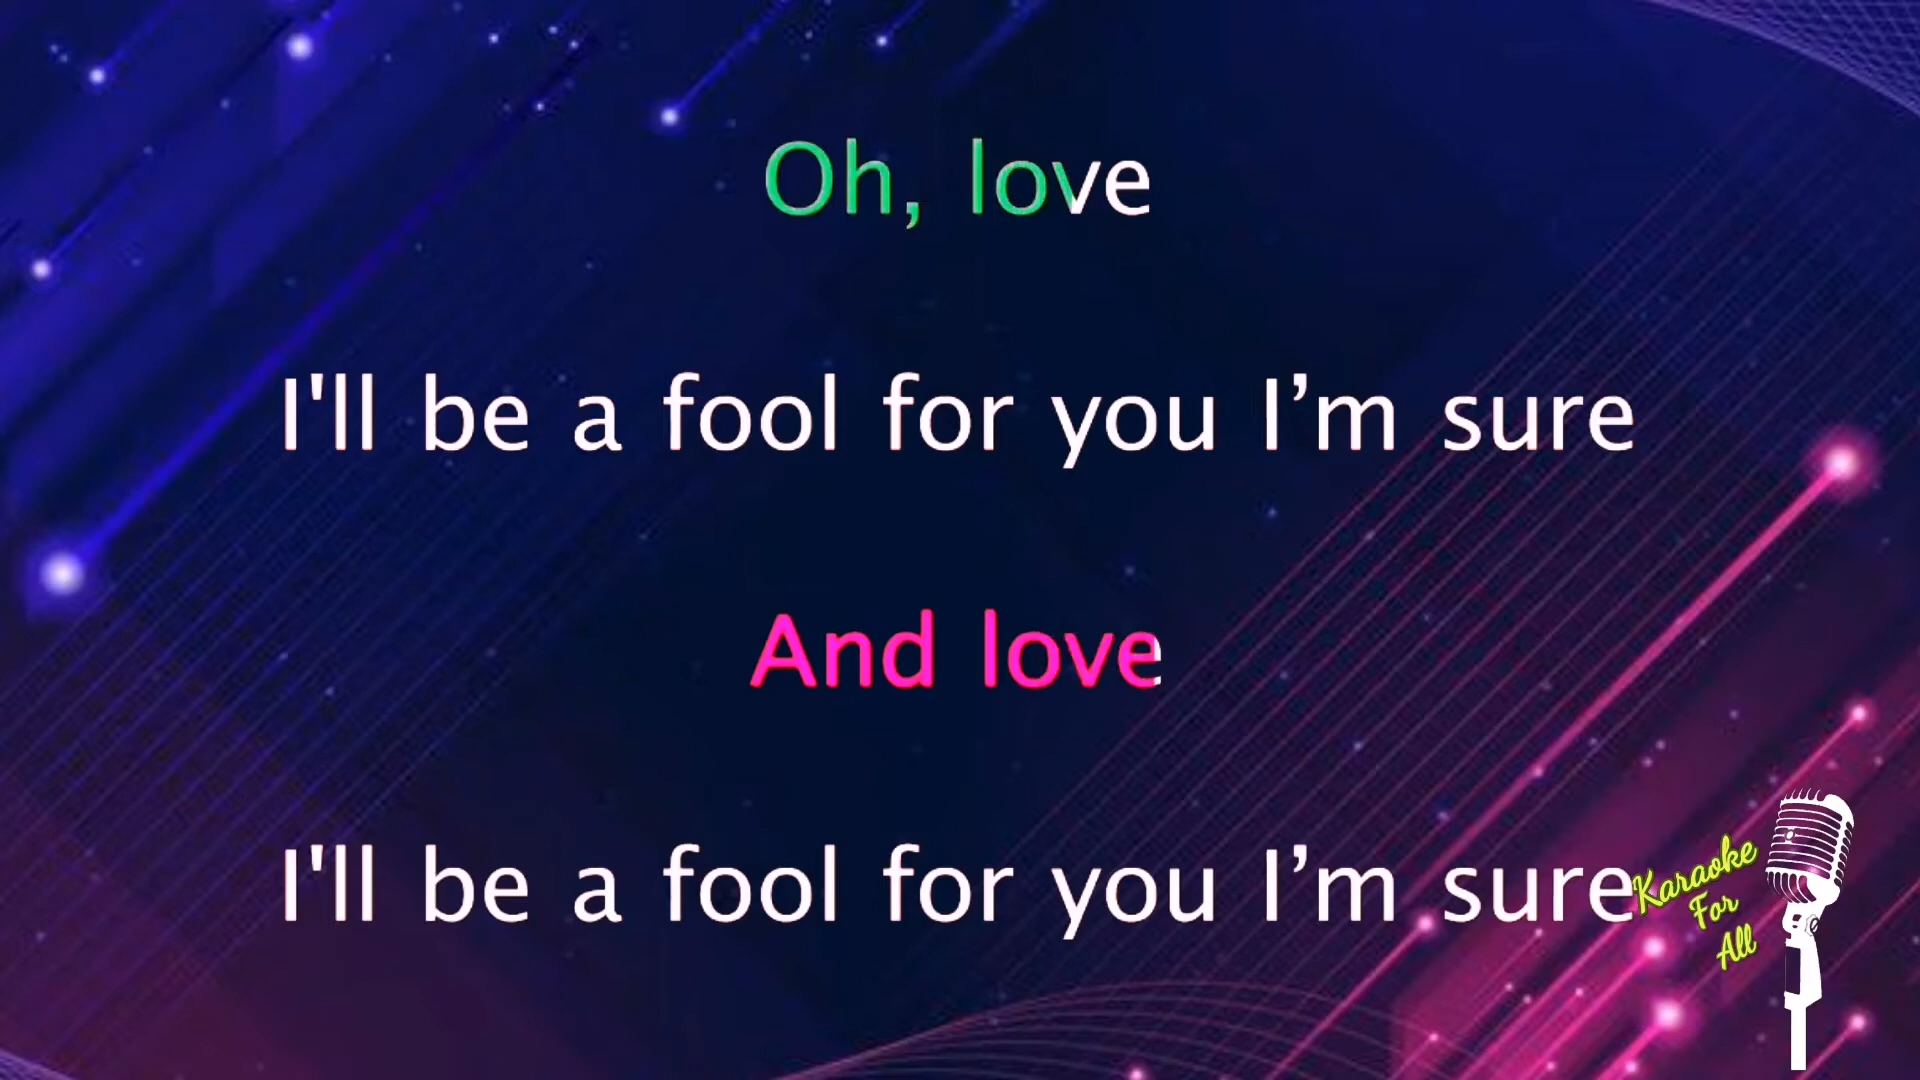 Oh, love
I'll be a fool for you I’m sure
And love
I'll be a fool for you I’m sure
Karaoke
For
All